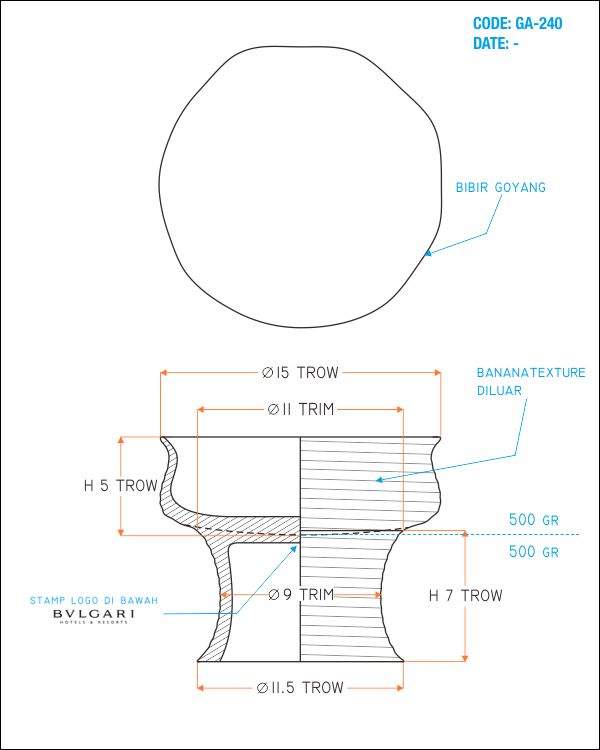 CODE: GA-240
DATE: -
BIBIR GOYANG
Ø15 TROW
BANANATEXTURE
DILUAR
Ø11 TRIM
H 5 TROW
500 GR
500 GR
STAMP LOGO DI BAWAH
BVLGARI
HOTELS & RESORTS
Ø9 TRIM
H 7 TROW
Ø11.5 TROW